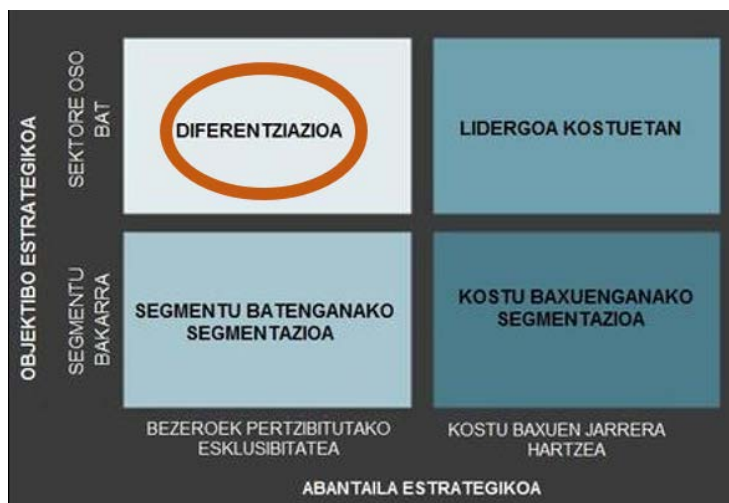 OBJEKTIBO ESTRATEGIKOA
SEKTORE OSO
BAT
DIFERENTZIAZIOA
LIDERGOA KOSTUETAN
SEGMENTU
BAKARRA
SEGMENTU BATENGANAKO
SEGMENTAZIOA
KOSTU BAXUENGANAKO
SEGMENTAZIOA
BEZEROEK PERTZIBITUTAKO
ESKLUSIBITATEA
KOSTU BAXUEN JARRERA
HARTZEA
ABANTAILA ESTRATEGIKOA